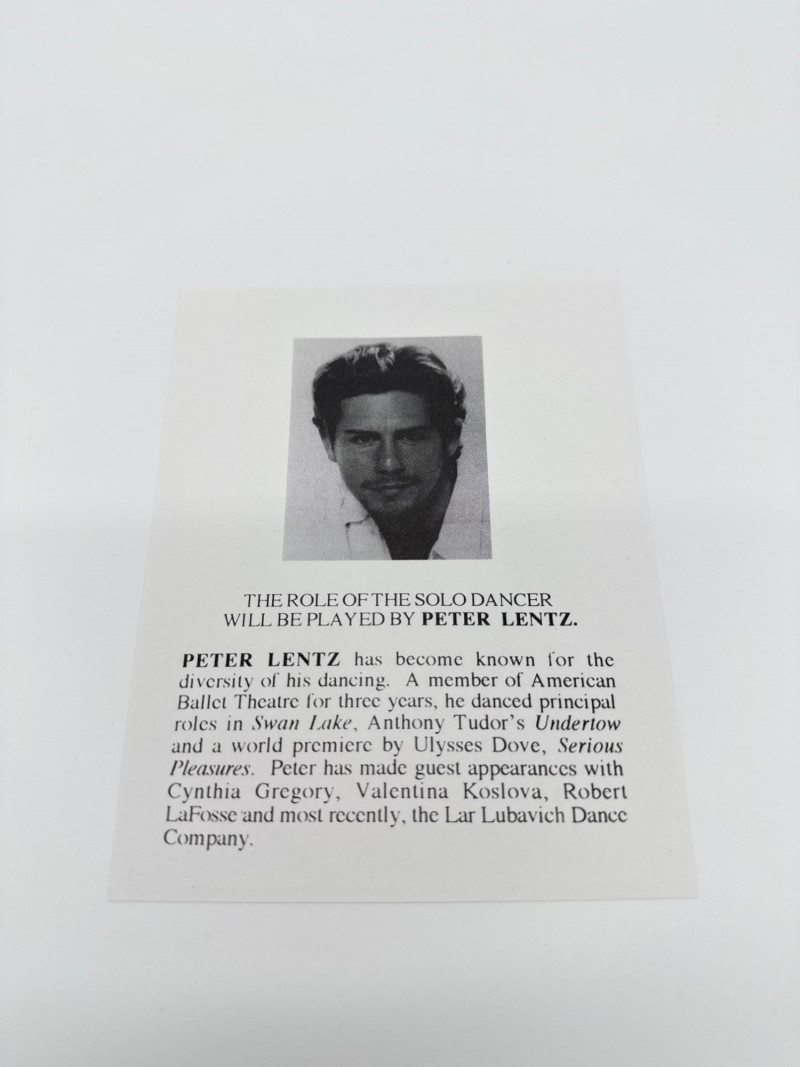 THE ROLE OF THE SOLO DANCER
WILL BE PLAYED BY PETER LENTZ.
PETER LENTZ has become known for the
diversity of his dancing. A member of American
Ballet Theatre for three years, he danced principal
roles in Swan Lake, Anthony Tudor's Undertow
and a world premiere by Ulysses Dove, Serious
Pleasures. Peter has made guest appearances with
Cynthia Gregory, Valentina Koslova, Robert
LaFosse and most recently, the Lar Lubavich Dance
Company.